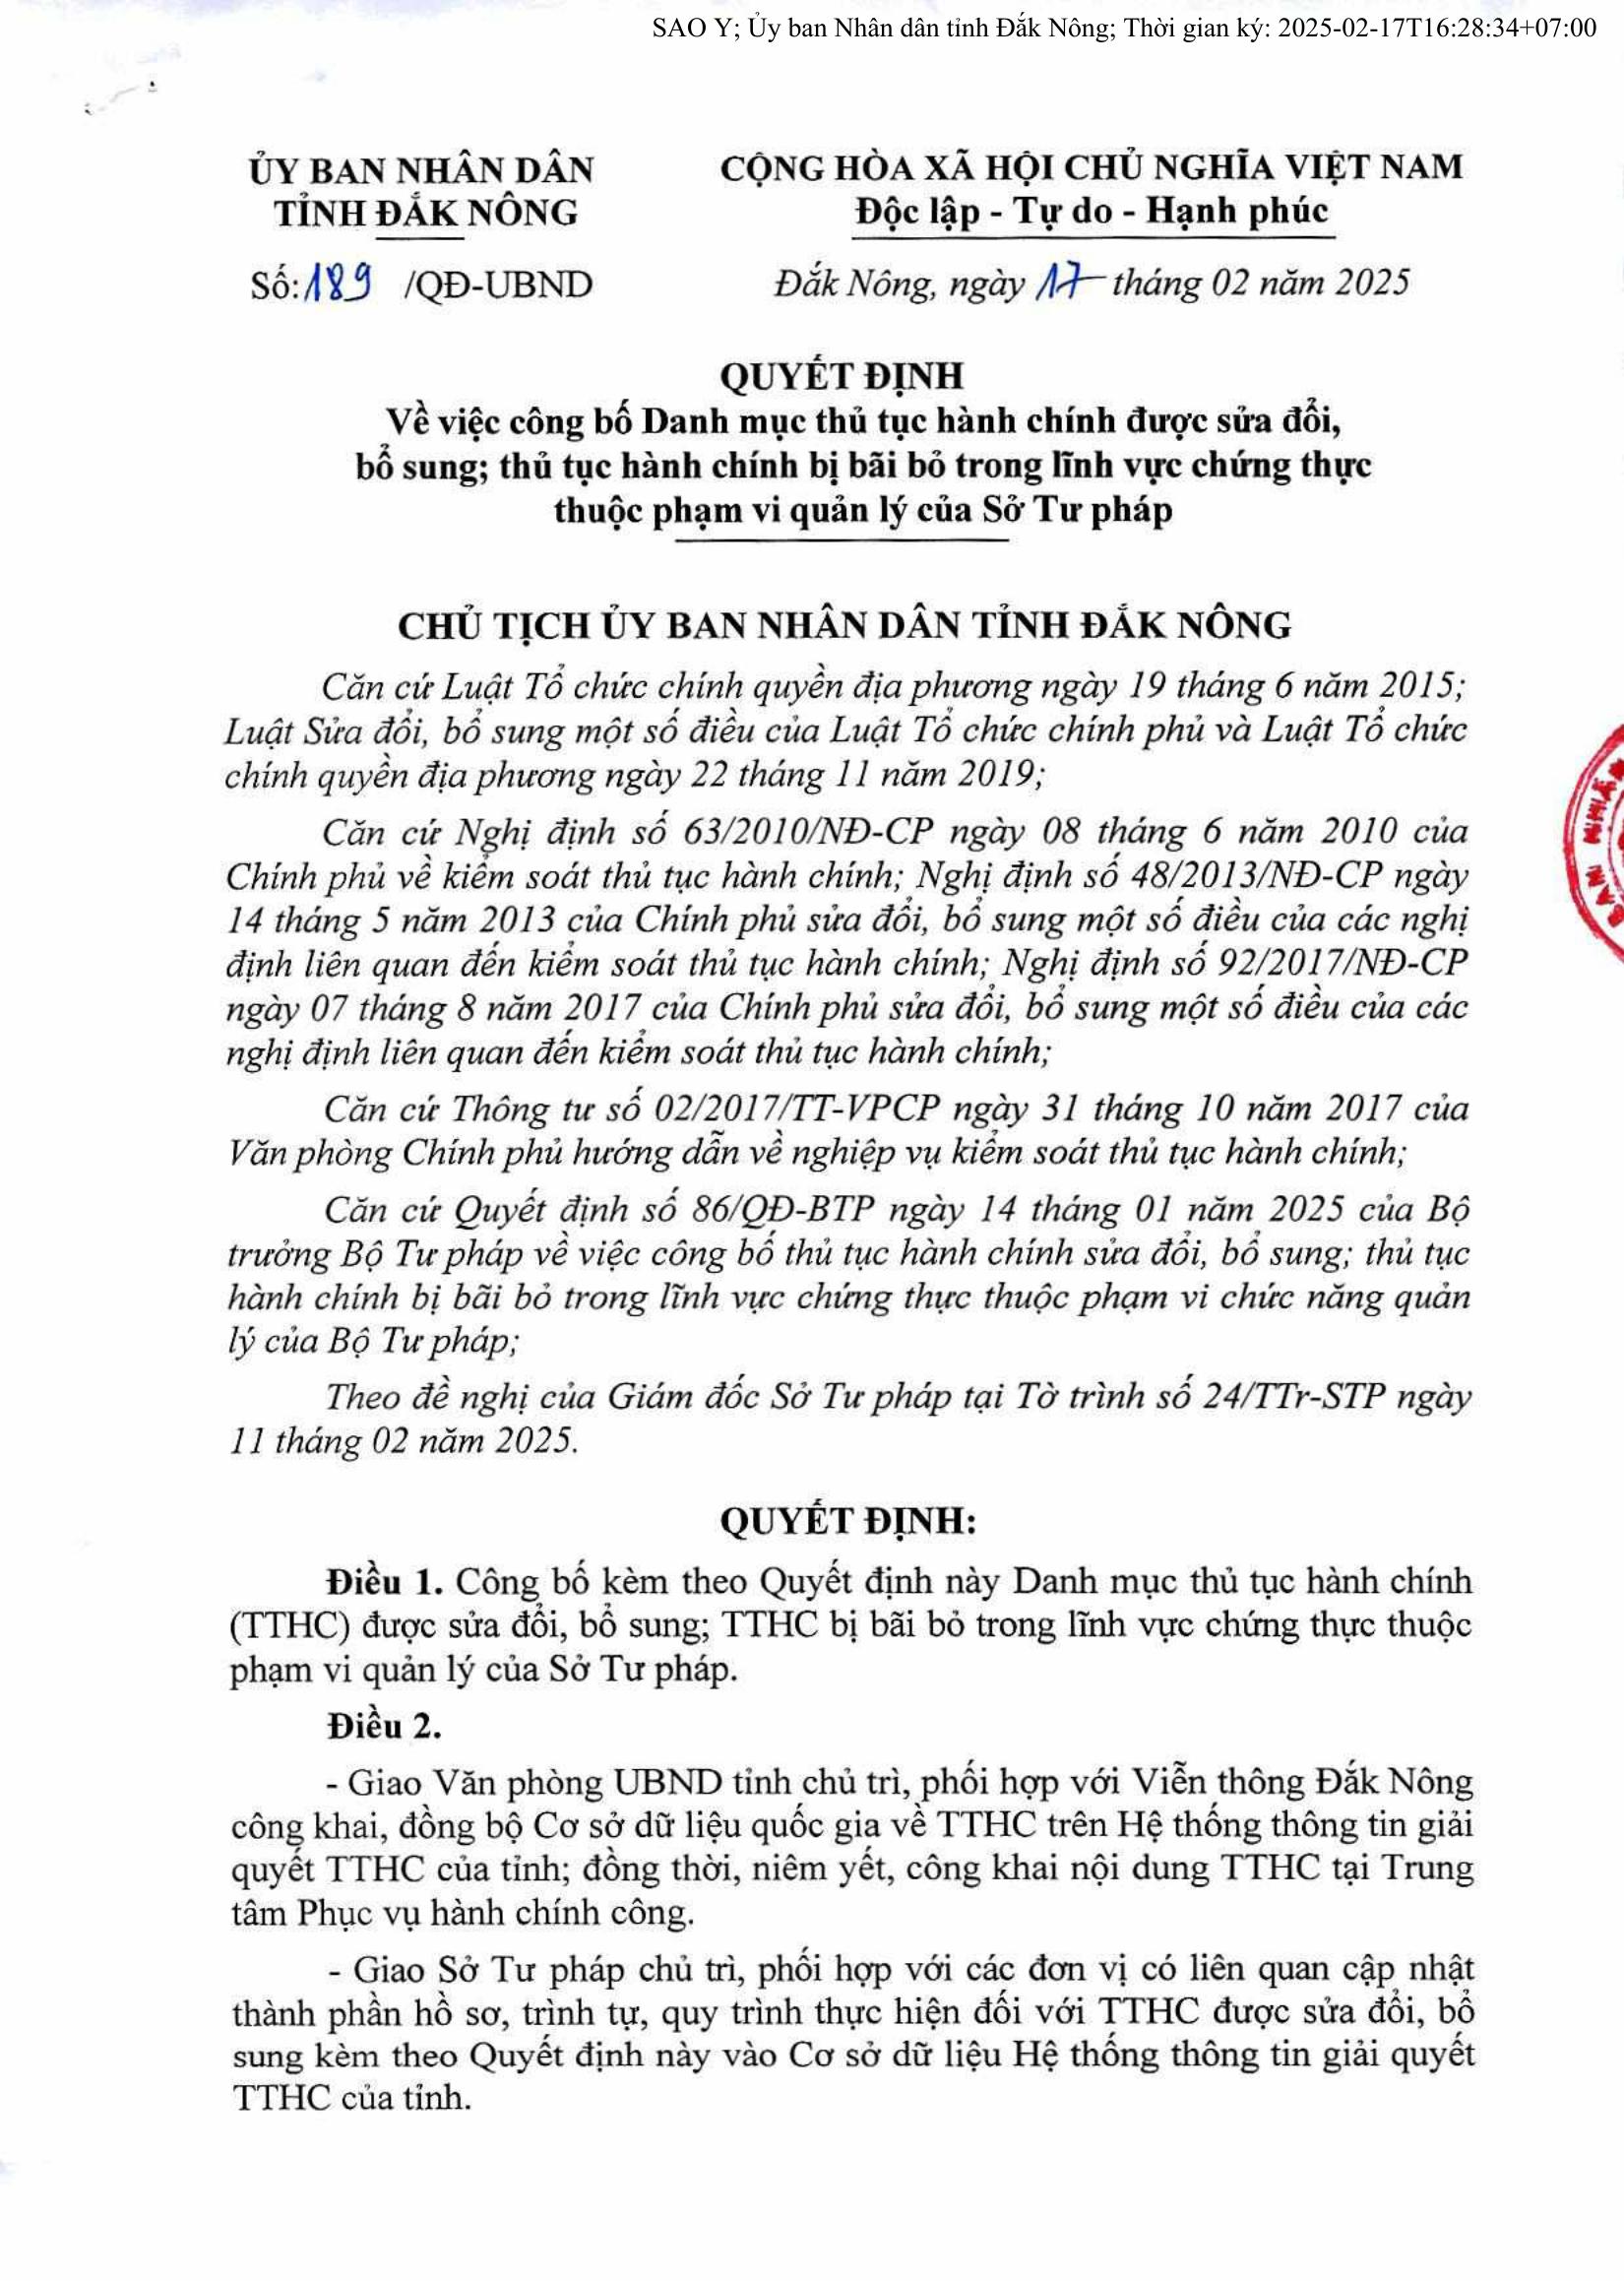 SAO Y; Ủy ban Nhân dân tỉnh Đắk Nông; Thời gian ký: 2025-02-17T16:28:34+07:00
ỦY BAN NHÂN DÂN
TỈNH ĐẮK NÔNG
Số: 189 /QĐ-UBND
CỘNG HÒA XÃ HỘI CHỦ NGHĨA VIỆT NAM
Độc lập - Tự do - Hạnh phúc
Đắk Nông, ngày 17 tháng 02 năm 2025
QUYẾT ĐỊNH
Về việc công bố Danh mục thủ tục hành chính được sửa đổi,
bổ sung; thủ tục hành chính bị bãi bỏ trong lĩnh vực chứng thực
thuộc phạm vi quản lý của Sở Tư pháp
CHỦ TỊCH ỦY BAN NHÂN DÂN TỈNH ĐẮK NÔNG
Căn cứ Luật Tổ chức chính quyền địa phương ngày 19 tháng 6 năm 2015;
Luật Sửa đổi, bổ sung một số điều của Luật Tổ chức chính phủ và Luật Tổ chức
chính quyền địa phương ngày 22 tháng 11 năm 2019;
Căn cứ Nghị định số 63/2010/NĐ-CP ngày 08 tháng 6 năm 2010 của
Chính phủ về kiểm soát thủ tục hành chính; Nghị định số 48/2013/NĐ-CP ngày
14 tháng 5 năm 2013 của Chính phủ sửa đổi, bổ sung một số điều của các nghị
định liên quan đến kiểm soát thủ tục hành chính; Nghị định số 92/2017/NĐ-CP
ngày 07 tháng 8 năm 2017 của Chính phủ sửa đổi, bổ sung một số điều của các
nghị định liên quan đến kiểm soát thủ tục hành chính;
Căn cứ Thông tư số 02/2017/TT-VPCP ngày 31 tháng 10 năm 2017 của
Văn phòng Chính phủ hướng dẫn về nghiệp vụ kiểm soát thủ tục hành chính;
Căn cứ Quyết định số 86/QĐ-BTP ngày 14 tháng 01 năm 2025 của Bộ
trưởng Bộ Tư pháp về việc công bố thủ tục hành chính sửa đổi, bổ sung; thủ tục
hành chính bị bãi bỏ trong lĩnh vực chứng thực thuộc phạm vi chức năng quản
lý của Bộ Tư pháp;
Theo đề nghị của Giám đốc Sở Tư pháp tại Tờ trình số 24/TTr-STP ngày
11 tháng 02 năm 2025.
QUYẾT ĐỊNH:
Điều 1. Công bố kèm theo Quyết định này Danh mục thủ tục hành chính
(TTHC) được sửa đổi, bổ sung; TTHC bị bãi bỏ trong lĩnh vực chứng thực thuộc
phạm vi quản lý của Sở Tư pháp.
Điều 2.
- Giao Văn phòng UBND tỉnh chủ trì, phối hợp với Viễn thông Đắk Nông
công khai, đồng bộ Cơ sở dữ liệu quốc gia về TTHC trên Hệ thống thông tin giải
quyết TTHC của tỉnh; đồng thời, niêm yết, công khai nội dung TTHC tại Trung
tâm Phục vụ hành chính công.
- Giao Sở Tư pháp chủ trì, phối hợp với các đơn vị có liên quan cập nhật
thành phần hồ sơ, trình tự, quy trình thực hiện đối với TTHC được sửa đổi, bổ
sung kèm theo Quyết định này vào Cơ sở dữ liệu Hệ thống thông tin giải quyết
TTHC của tỉnh.